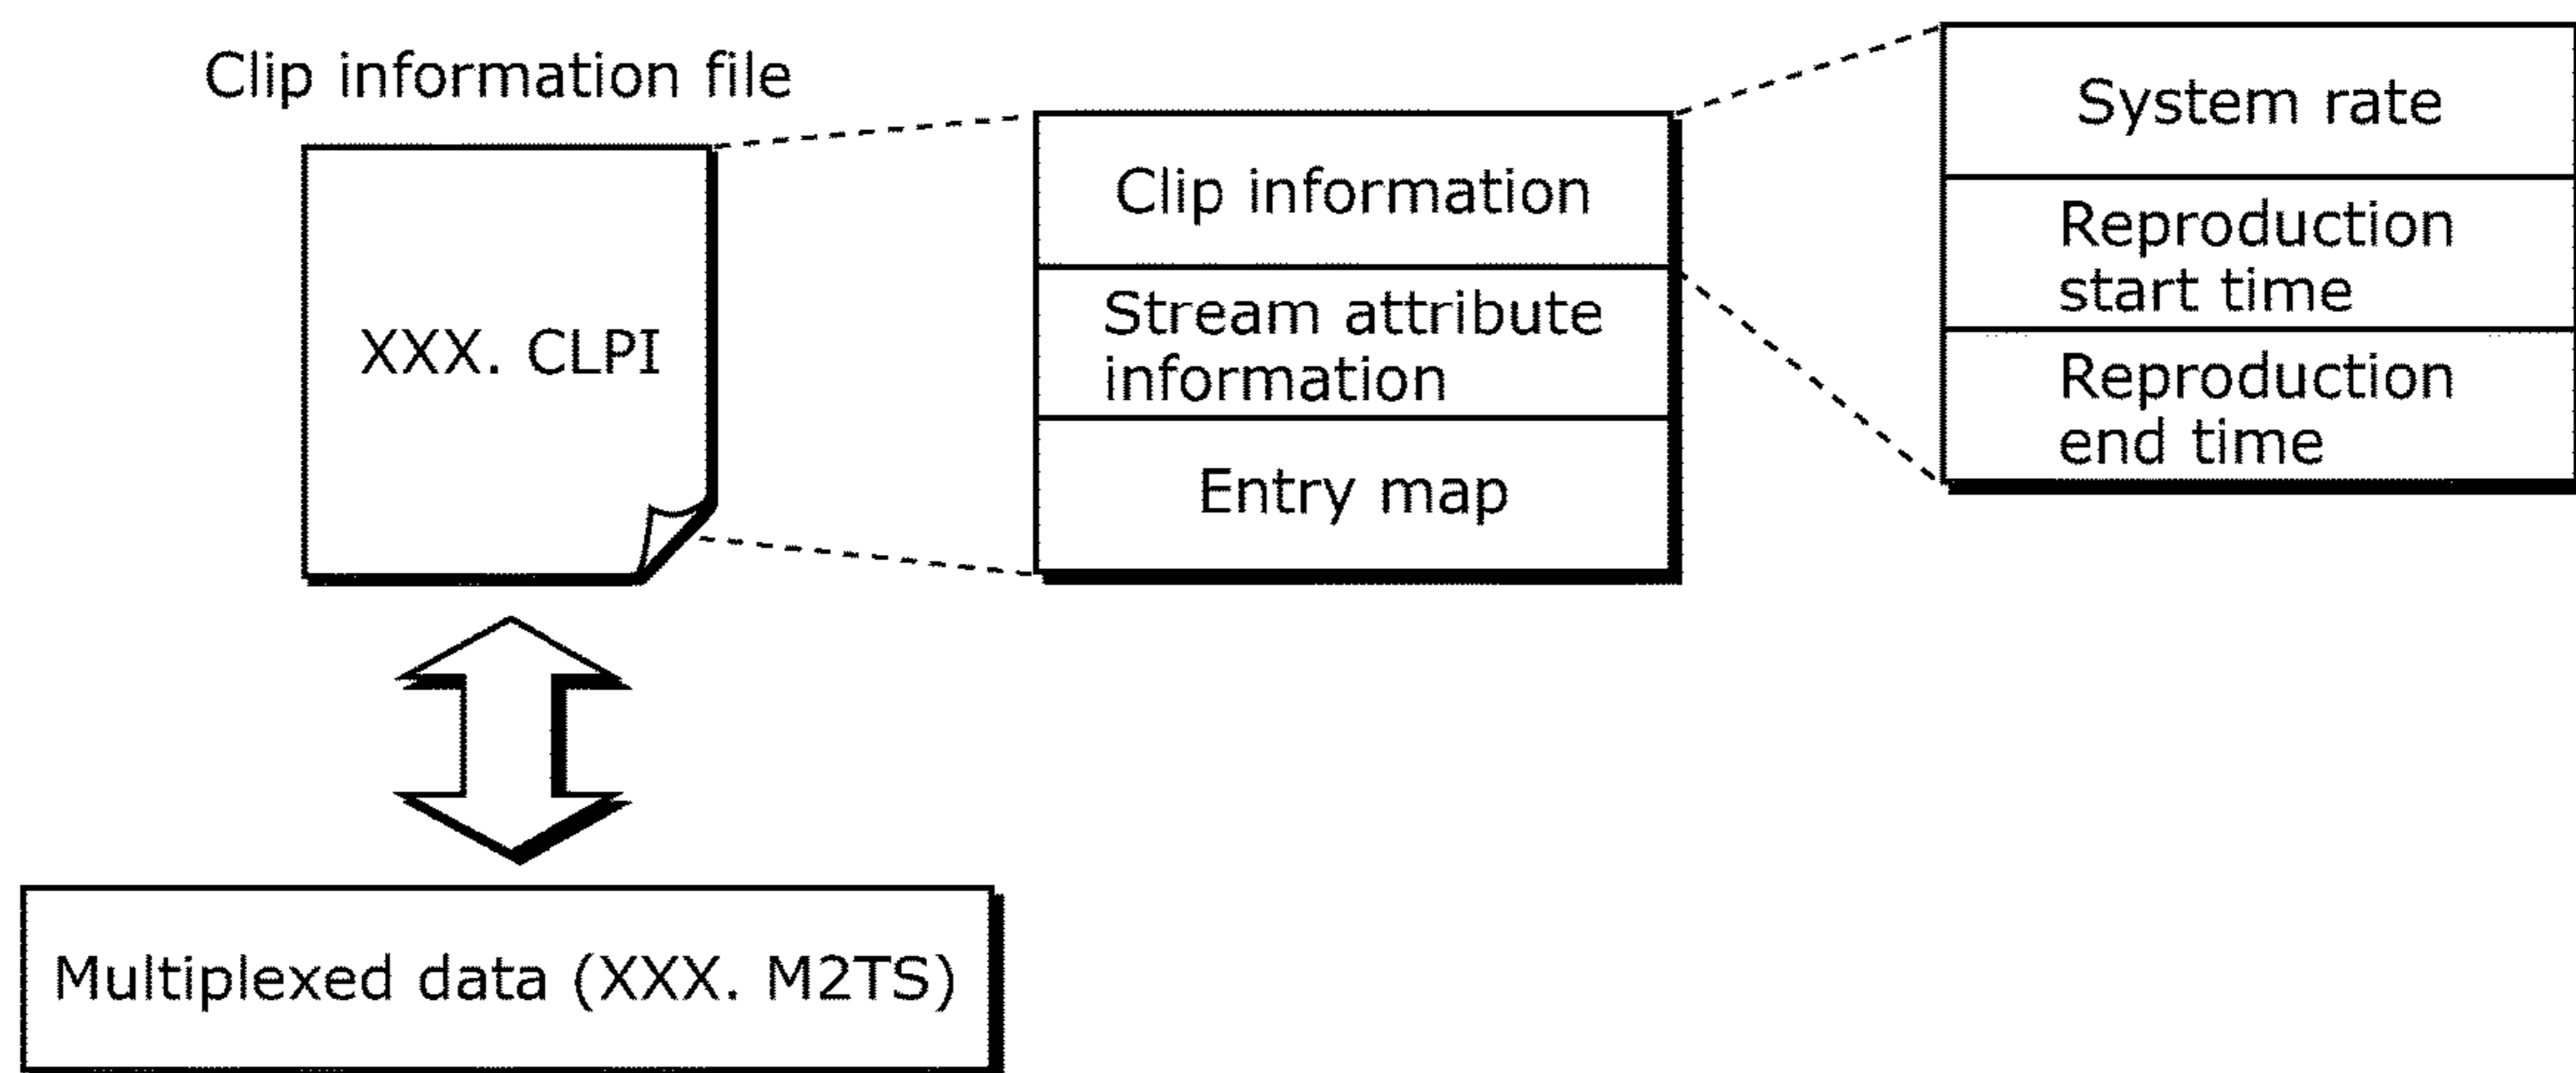 Clip information file
XXX. CLPI
Clip information
Stream attribute
information
Entry map
System rate
Reproduction
start time
Reproduction
end time
Multiplexed data (XXX. M2TS)